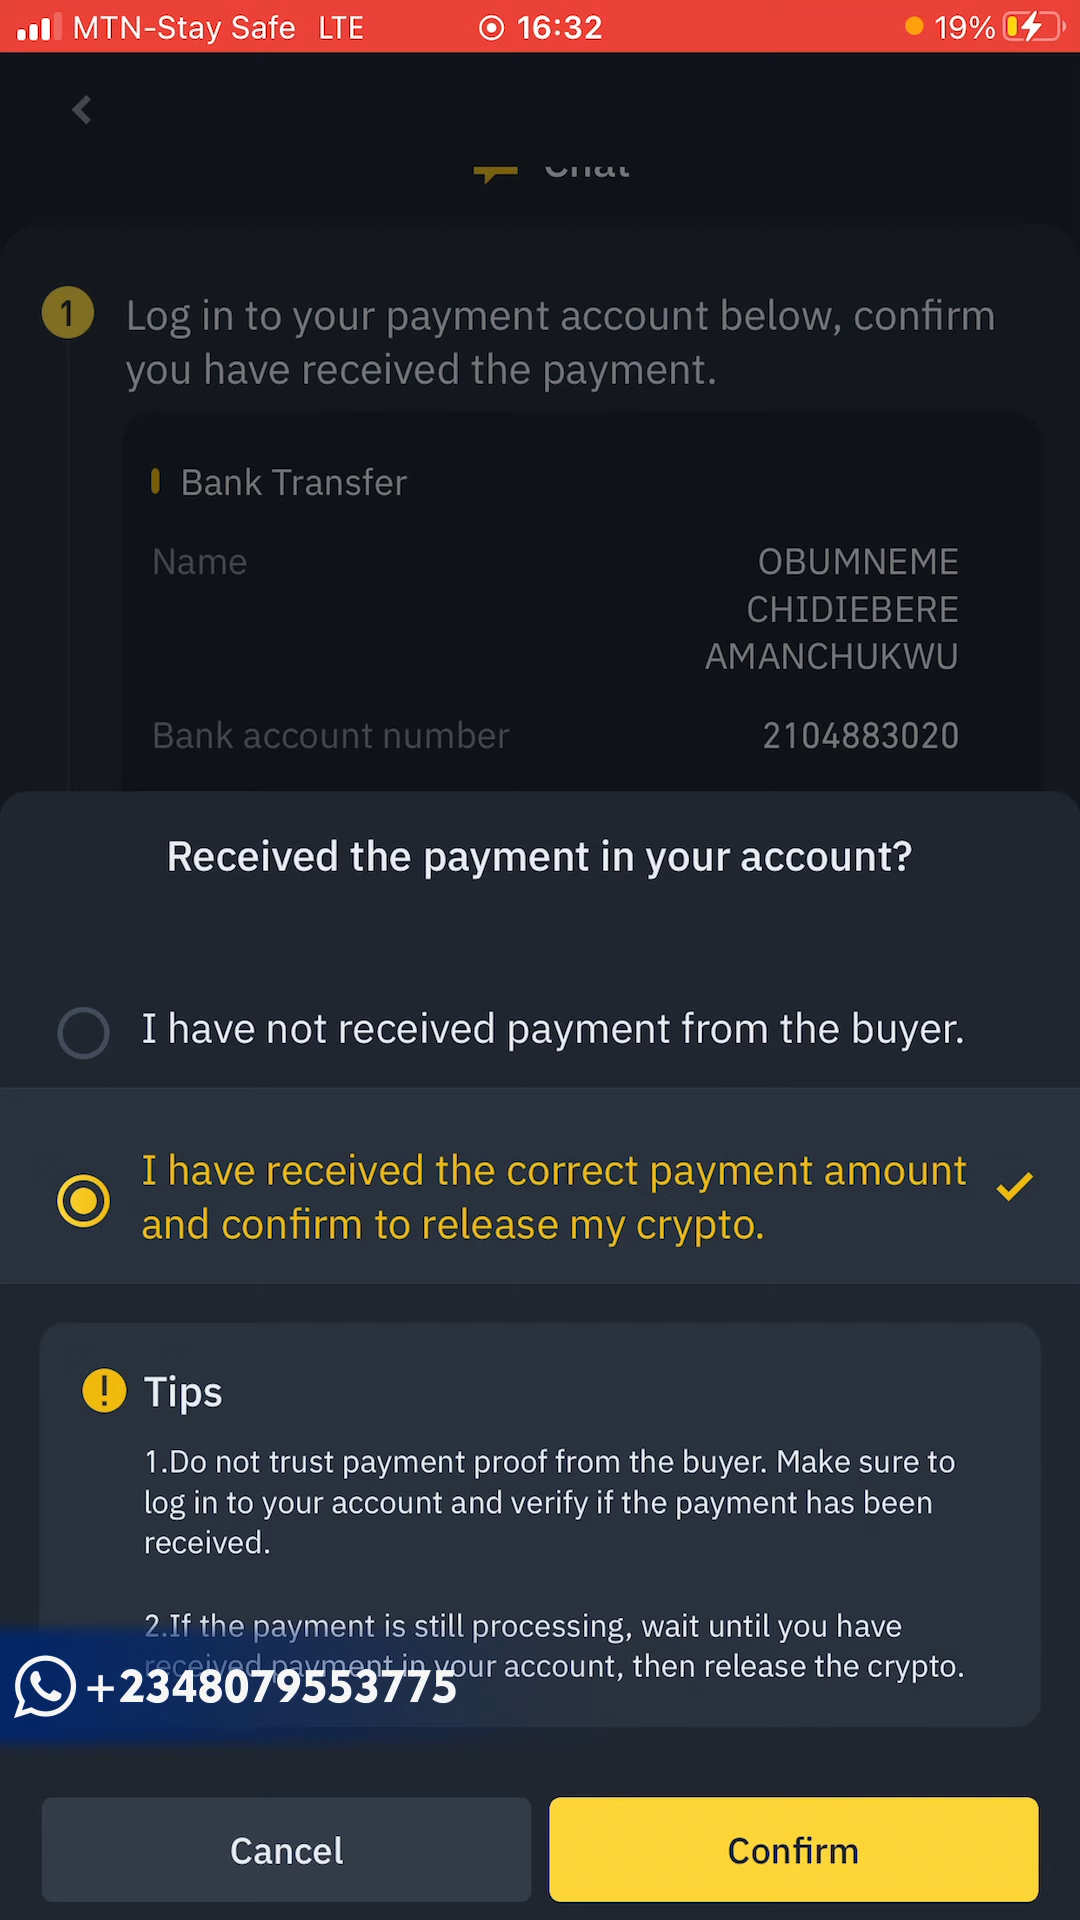 MTN-Stay Safe LTE 16:32 19%
Chat
1 Log in to your payment account below, confirm
you have received the payment.
Bank Transfer
Name OBUMNEME
CHIDIEBERE
AMANCHUKWU
Bank account number 2104883020
Received the payment in your account?
I have not received payment from the buyer.
I have received the correct payment amount
and confirm to release my crypto.
Tips
1.Do not trust payment proof from the buyer. Make sure to
log in to your account and verify if the payment has been
received.
2.If the payment is still processing, wait until you have
received payment in your account, then release the crypto.
+2348079553775
Cancel Confirm